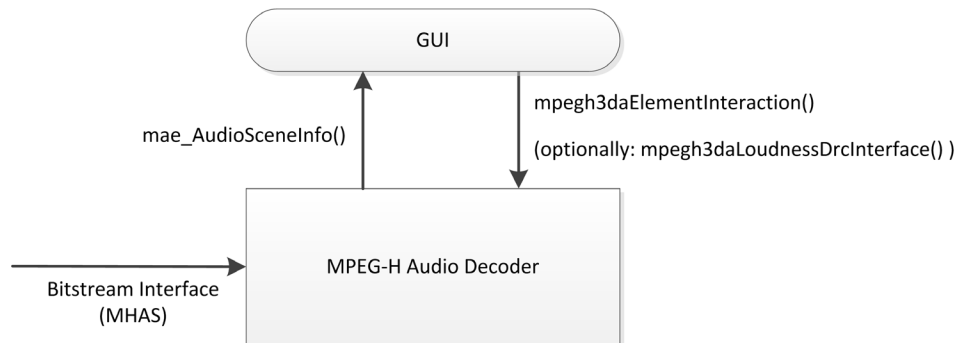 GUI
mae_AudioSceneInfo()
mpegh3daElementInteraction()
(optionally: mpegh3daLoudnessDrcInterface() )
MPEG-H Audio Decoder
Bitstream Interface
(MHAS)